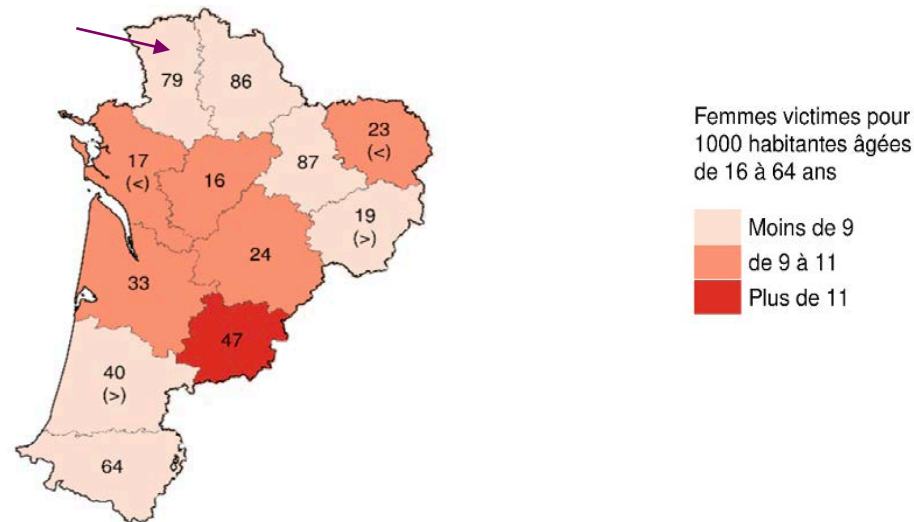 79
86
23
(<)
87
17
(<)
16
19
(>)
24
33
47
40
(>)
64
Femmes victimes pour
1000 habitantes âgées
de 16 à 64 ans
Moins de 9
de 9 à 11
Plus de 11